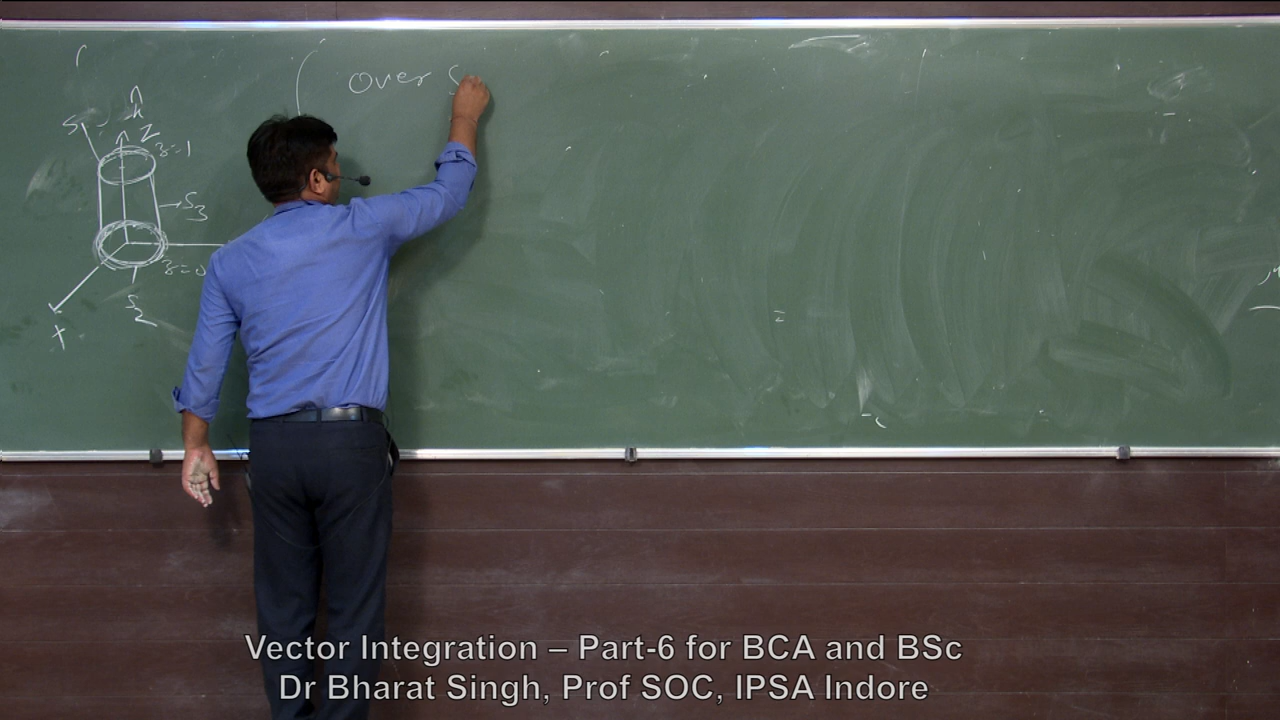 Over S
k̂
S
Z
z=1
S3
z=0
S2
x
Vector Integration – Part-6 for BCA and BSc
Dr Bharat Singh, Prof SOC, IPSA Indore